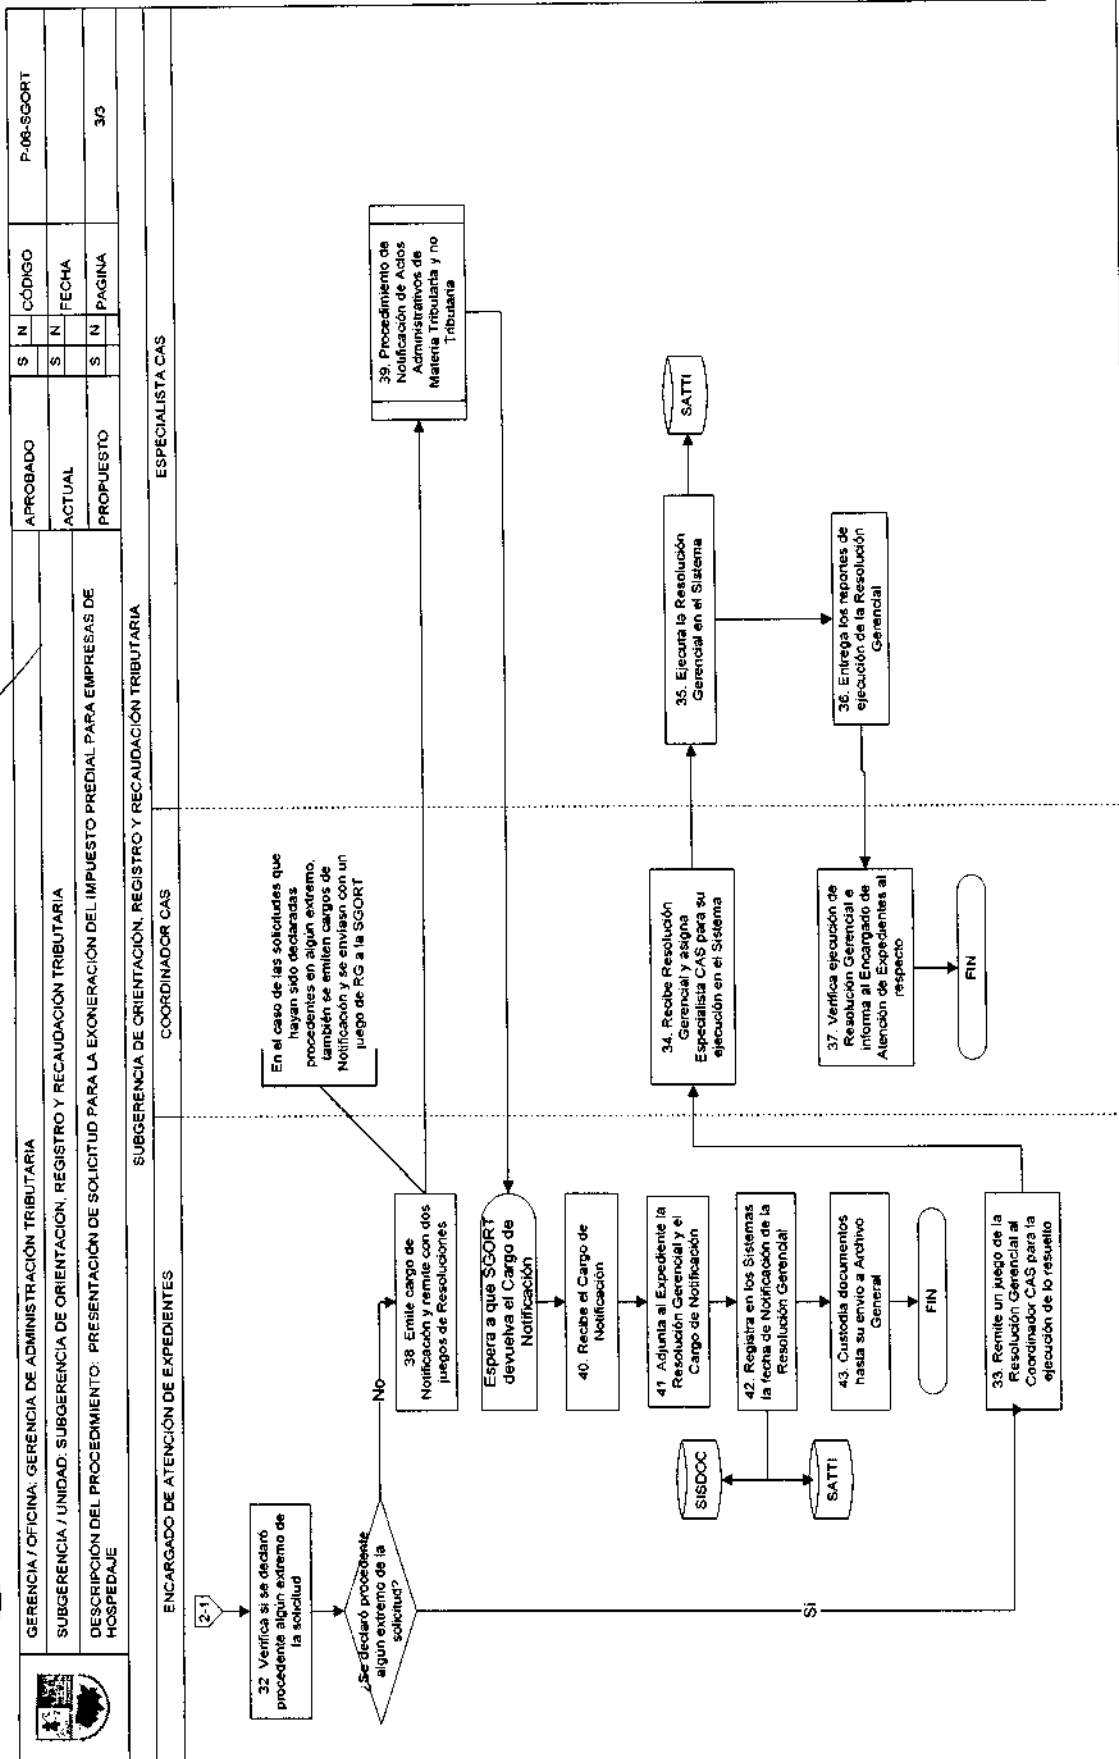 GERENCIA / OFICINA: GERENCIA DE ADMINISTRACIÓN TRIBUTARIA
APROBADO
S N
CÓDIGO
P-06-SGORT
SUBGERENCIA / UNIDAD: SUBGERENCIA DE ORIENTACIÓN, REGISTRO Y RECAUDACIÓN TRIBUTARIA
ACTUAL
S N
FECHA
DESCRIPCIÓN DEL PROCEDIMIENTO: PRESENTACIÓN DE SOLICITUD PARA LA EXONERACIÓN DEL IMPUESTO PREDIAL PARA EMPRESAS DE
HOSPEDAJE
PROPUESTO
S N
PAGINA
3/3
SUBGERENCIA DE ORIENTACIÓN, REGISTRO Y RECAUDACIÓN TRIBUTARIA
ENCARGADO DE ATENCIÓN DE EXPEDIENTES
COORDINADOR CAS
ESPECIALISTA CAS
2-1
32 Verifica si se declaró
procedente algún extremo de
la solicitud
¿Se declaró procedente
algún extremo de la
solicitud?
No
Si
En el caso de las solicitudes que
hayan sido declaradas
procedentes en algún extremo,
también se emiten cargos de
Notificación y se envian con un
juego de RG a la SGORT
38 Emite cargo de
Notificación y remite con dos
juegos de Resoluciones
39. Procedimiento de
Notificación de Actos
Administrativos de
Materia Tributaria y no
Tributaria
Espera a que SGORT
devuelva el Cargo de
Notificación
40. Recibe el Cargo de
Notificación
41 Adjunta al Expediente la
Resolución Gerencial y el
Cargo de Notificación
42. Registra en los Sistemas
la fecha de Notificación de la
Resolución Gerencial
SISDOC
SATTI
43. Custodia documentos
hasta su envío a Archivo
General
FIN
33. Remite un juego de la
Resolución Gerencial al
Coordinador CAS para la
ejecución de lo resuelto
34. Recibe Resolución
Gerencial y asigna
Especialista CAS para su
ejecución en el Sistema
35. Ejecuta la Resolución
Gerencial en el Sistema
SATTI
36. Entrega los reportes de
ejecución de la Resolución
Gerencial
37. Verifica ejecución de
Resolución Gerencial e
informa al Encargado de
Atención de Expedientes al
respecto
FIN